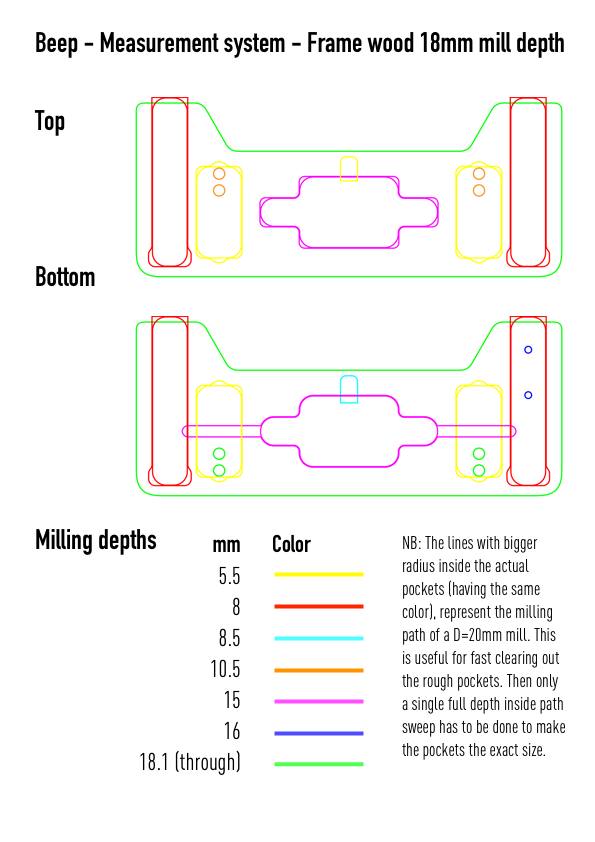 Beep - Measurement system - Frame wood 18mm mill depth
Top
Bottom
Milling depths mm Color
5.5
8
8.5
10.5
15
16
18.1 (through)
NB: The lines with bigger
radius inside the actual
pockets (having the same
color), represent the milling
path of a D=20mm mill. This
is useful for fast clearing out
the rough pockets. Then only
a single full depth inside path
sweep has to be done to make
the pockets the exact size.